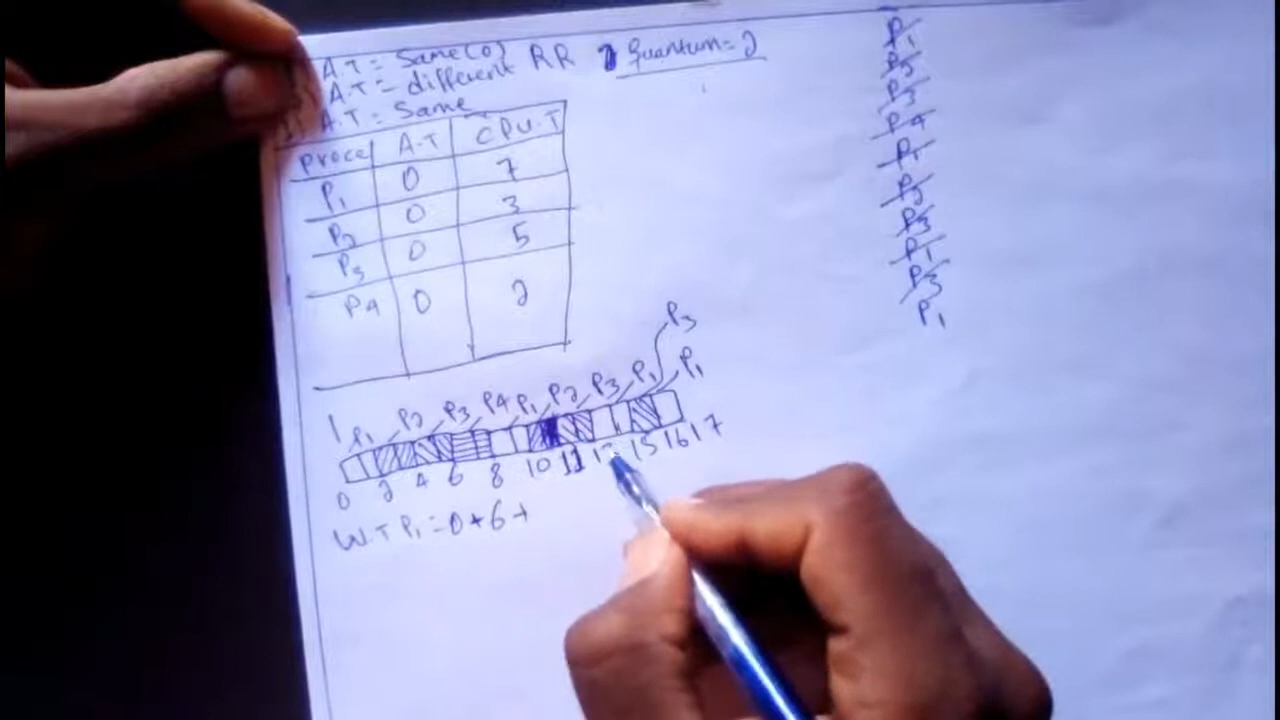 A.T = Same(0)
A.T = different RR quantum = 2
A.T = Same
Proce A.T CPU.T
P1 0 7
P2 0 3
P3 0 5
P4 0 2
P1
P2
P3
P4
P1
P2
P3
P1
P3
P1
P3
P1 P2 P3 P4 P1 P2 P3 P1 P1
0 2 4 6 8 10 11 13 15 16 17
W.T P1 = 0+6+